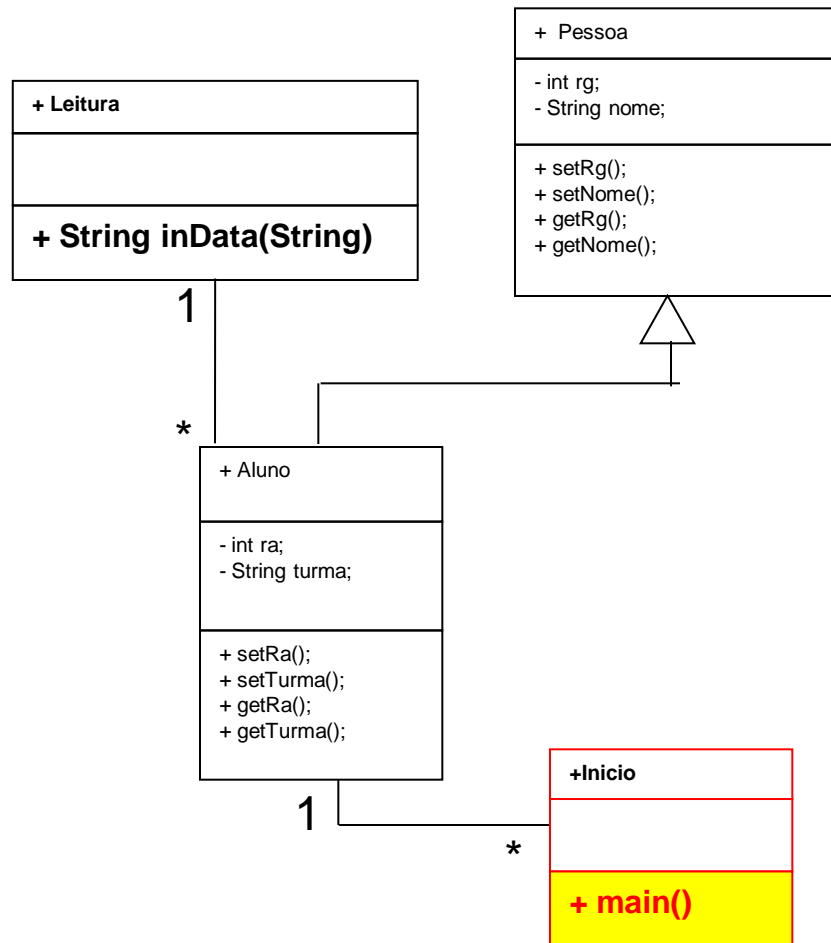 + Pessoa
- int rg;
- String nome;
+ setRg();
+ setNome();
+ getRg();
+ getNome();
+ Leitura
+ String inData(String)
1
*
+ Aluno
- int ra;
- String turma;
+ setRa();
+ setTurma();
+ getRa();
+ getTurma();
1
*
+Inicio
+ main()